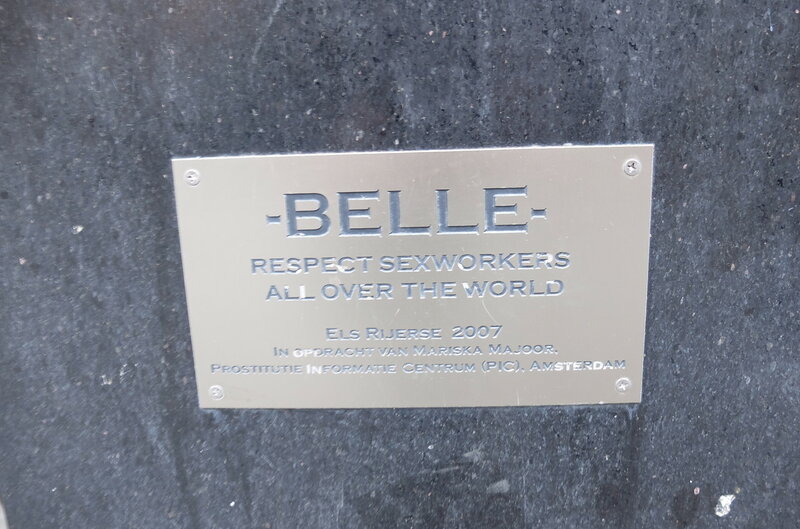 -BELLE-
RESPECT SEXWORKERS
ALL OVER THE WORLD
ELS RIJERSE 2007
IN OPDRACHT VAN MARISKA MAJOOR,
PROSTITUTIE INFORMATIE CENTRUM (PIC), AMSTERDAM